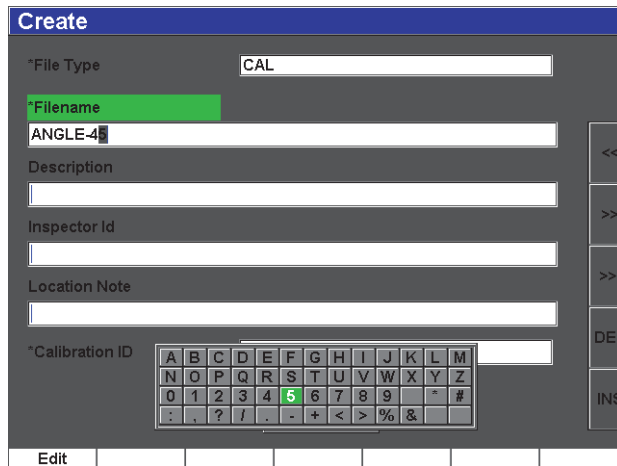 Create
*File Type
CAL
*Filename
ANGLE-45
<<
Description
>>
Inspector Id
>>
Location Note
DE
*Calibration ID
A B C D E F G H I J K L M
N O P Q R S T U V W X Y Z
0 1 2 3 4 5 6 7 8 9 * #
: , ? / . - + < > % &
INS
Edit